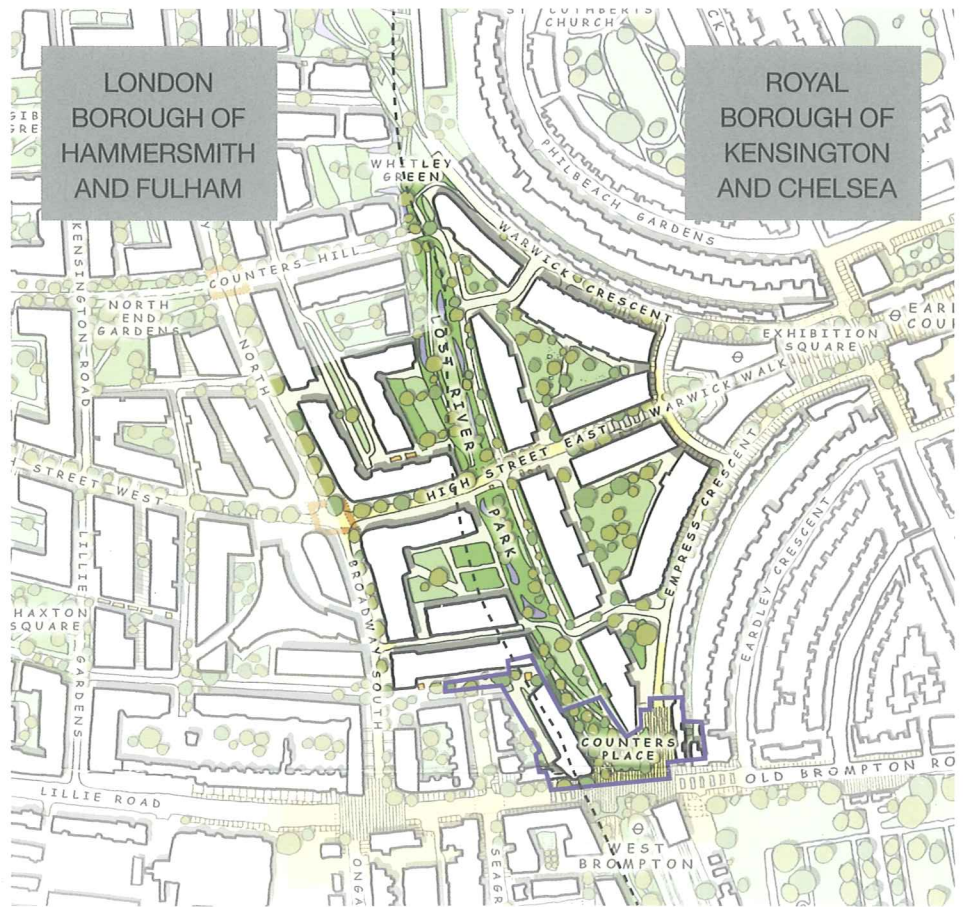 ST CUTHBERTS
CHURCH
LONDON
BOROUGH OF
HAMMERSMITH
AND FULHAM
ROYAL
BOROUGH OF
KENSINGTON
AND CHELSEA
WHITLEY
GREEN
PHILBEACH GARDENS
WARWICK CRESCENT
COUNTERS HILL
KENSINGTON ROAD
NORTH
END
GARDENS
NORTH
LOST RIVER PARK
EXHIBITION
SQUARE
WARWICK WALK
HIGH STREET EAST
STREET WEST
EMPRESS CRESCENT
EARDLEY CRESCENT
LILLIE
GARDENS
HAXTON
SQUARE
BROADWAY SOUTH
COUNTERS
PLACE
OLD BROMPTON RO
LILLIE ROAD
WEST
BROMPTON
SEAGR
ONGA